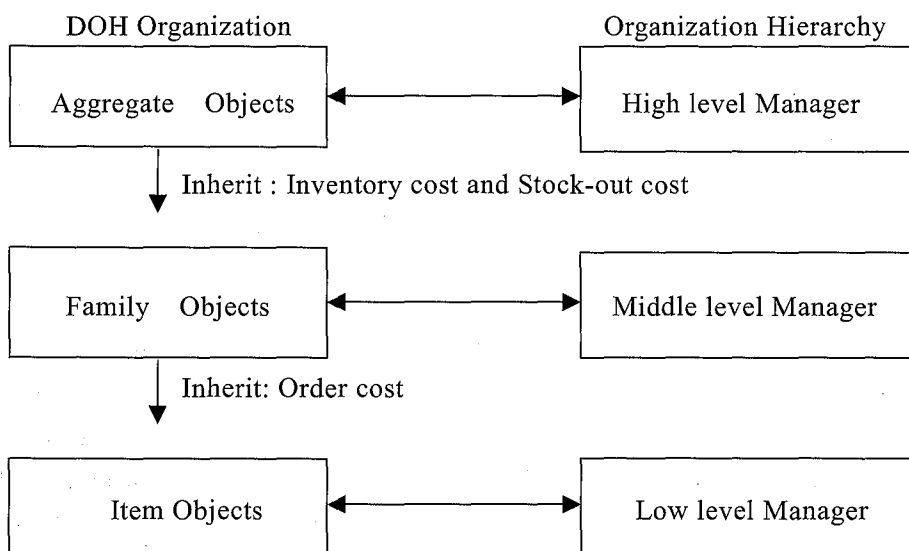 DOH Organization
Organization Hierarchy
Aggregate Objects
High level Manager
Inherit : Inventory cost and Stock-out cost
Family Objects
Middle level Manager
Inherit: Order cost
Item Objects
Low level Manager